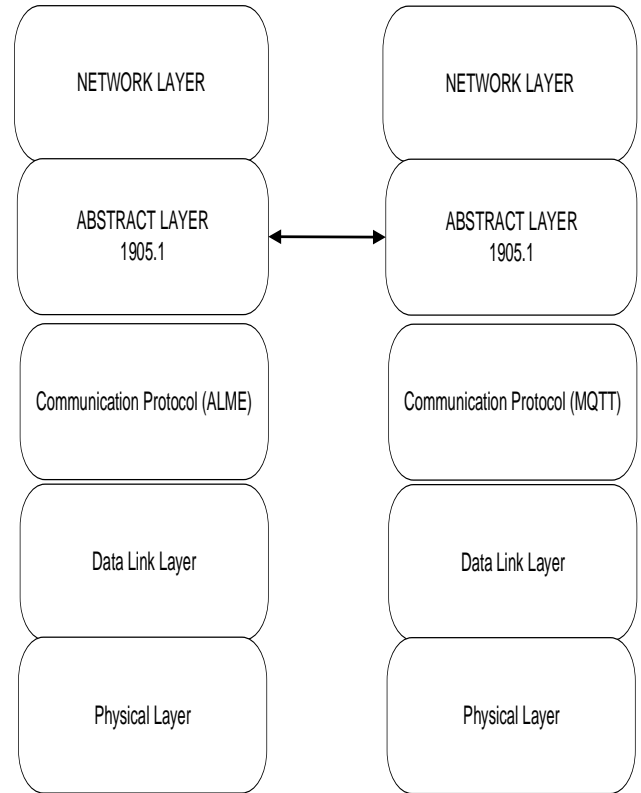 NETWORK LAYER
ABSTRACT LAYER
1905.1
Communication Protocol (ALME)
Data Link Layer
Physical Layer
NETWORK LAYER
ABSTRACT LAYER
1905.1
Communication Protocol (MQTT)
Data Link Layer
Physical Layer